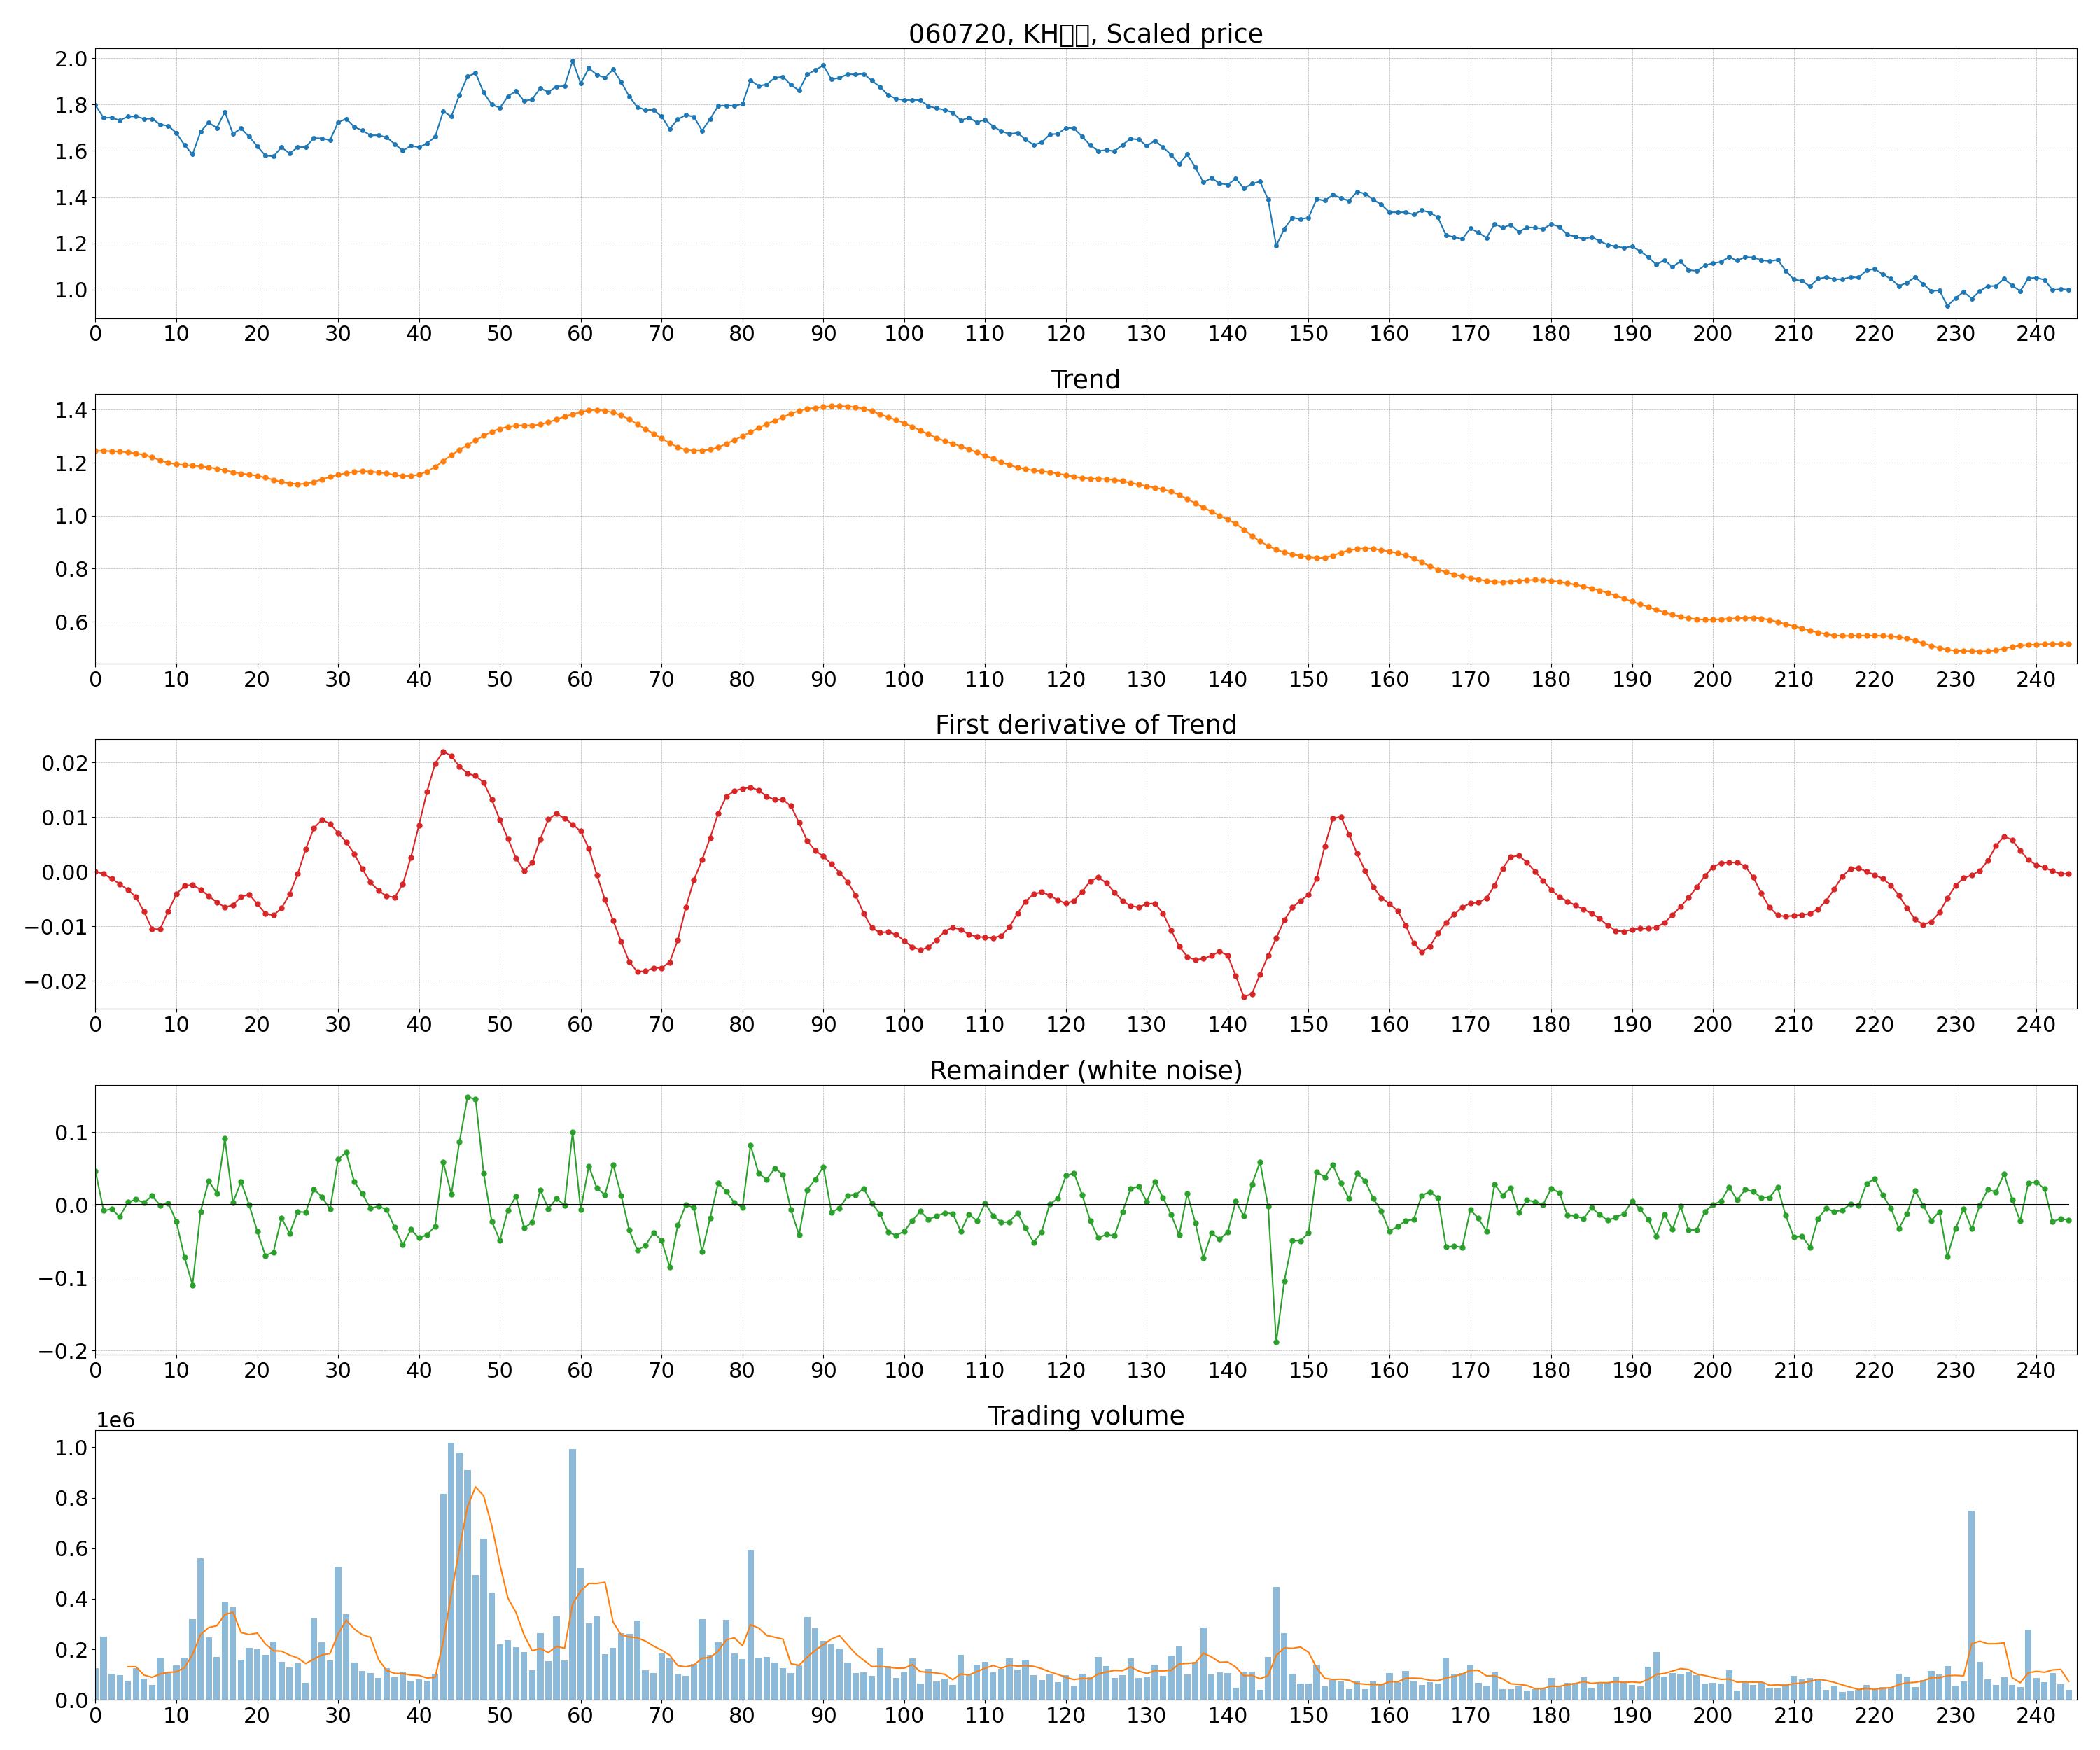 060720, KH□□, Scaled price
2.0
1.8
1.6
1.4
1.2
1.0
0 10 20 30 40 50 60 70 80 90 100 110 120 130 140 150 160 170 180 190 200 210 220 230 240
Trend
1.4
1.2
1.0
0.8
0.6
0 10 20 30 40 50 60 70 80 90 100 110 120 130 140 150 160 170 180 190 200 210 220 230 240
First derivative of Trend
0.02
0.01
0.00
−0.01
−0.02
0 10 20 30 40 50 60 70 80 90 100 110 120 130 140 150 160 170 180 190 200 210 220 230 240
Remainder (white noise)
0.1
0.0
−0.1
−0.2
0 10 20 30 40 50 60 70 80 90 100 110 120 130 140 150 160 170 180 190 200 210 220 230 240
Trading volume
1e6
1.0
0.8
0.6
0.4
0.2
0.0
0 10 20 30 40 50 60 70 80 90 100 110 120 130 140 150 160 170 180 190 200 210 220 230 240